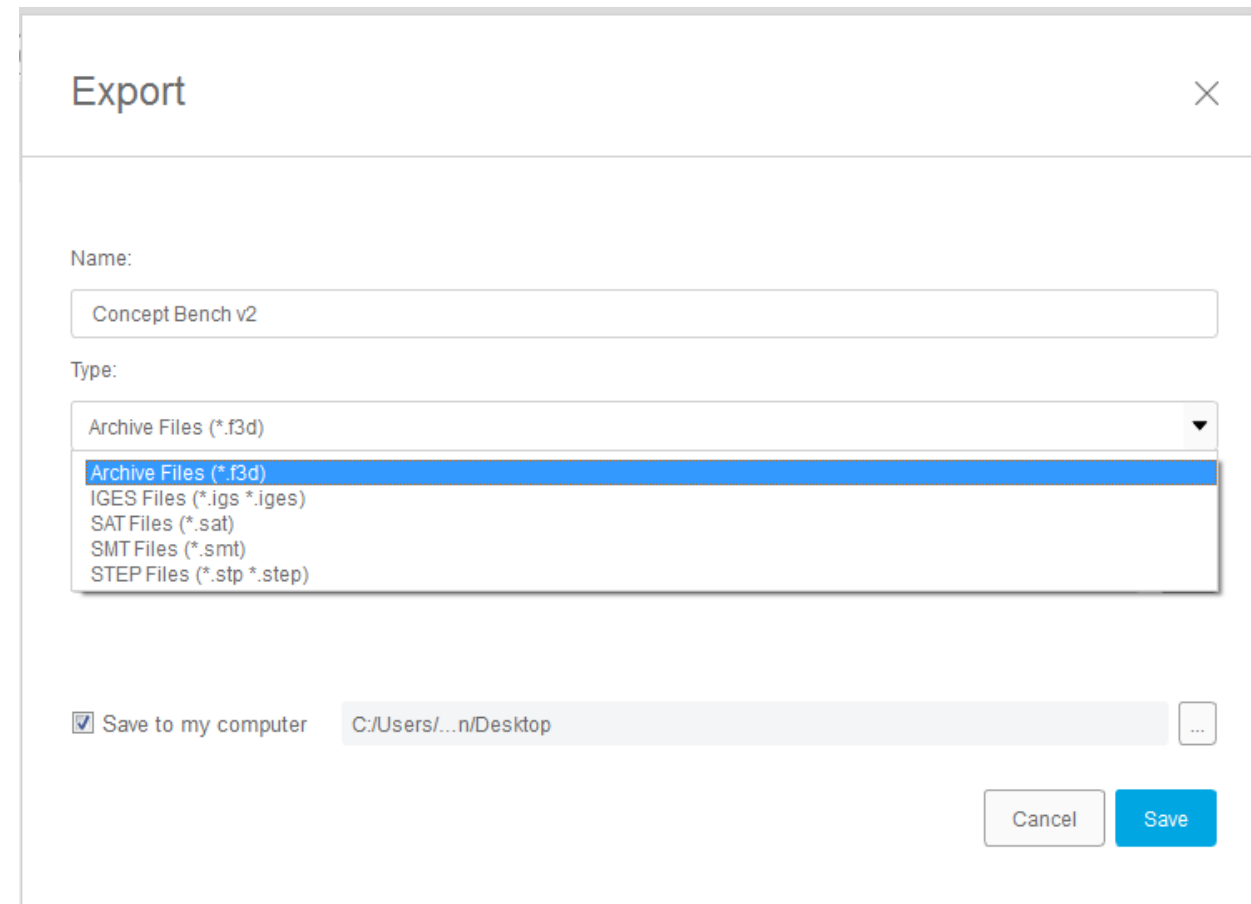 Export
Name:
Concept Bench v2
Type:
Archive Files (*.f3d)
Archive Files (*.f3d)
IGES Files (*.igs *.iges)
SAT Files (*.sat)
SMT Files (*.smt)
STEP Files (*.stp *.step)
Save to my computer C:/Users/...n/Desktop ...
Cancel Save